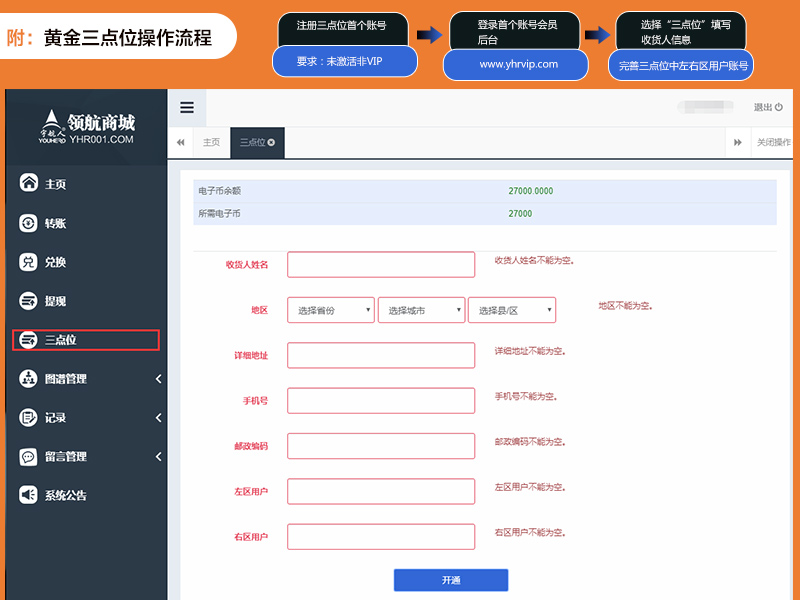 附：黄金三点位操作流程
注册三点位首个账号
要求：未激活非VIP
登录首个账号会员
后台
www.yhrvip.com
选择“三点位”填写
收货人信息
完善三点位中左右区用户账号
宇航人
YOUHERO
领航商城
YHR001.COM
退出
主页
三点位
关闭操作
主页
转账
兑换
提现
三点位
图谱管理
记录
留言管理
系统公告
电子币余额 27000.0000
所需电子币 27000
收货人姓名 收货人姓名不能为空。
地区 选择省份 选择城市 选择县/区 地区不能为空。
详细地址 详细地址不能为空。
手机号 手机号不能为空。
邮政编码 邮政编码不能为空。
左区用户 左区用户不能为空。
右区用户 右区用户不能为空。
开通